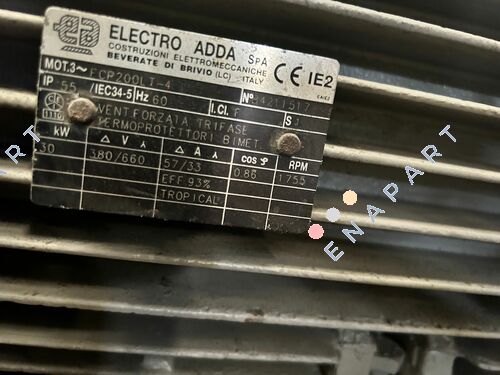 ELECTRO ADDA SPA
COSTRUZIONI ELETTROMECCANICHE
BEVERATE DI BRIVIO (LC) - ITALY
CE IE2
MOT.3~ FCP200LT-4
IP 55 /IEC34-5 Hz 60 I.Cl. F S1
VENT FORZATA TRIFASE
TERMOPROTETTORI BIMET.
kW Δ V Y Δ A Y cos φ RPM
30 380/660 57/33 0.86 1755
EFF 93%
TROPICAL
ENAPART
ENAPART